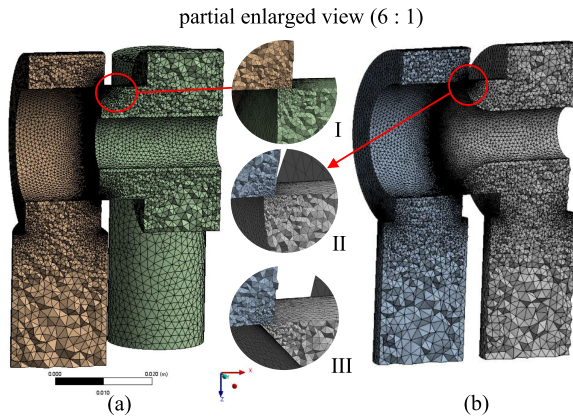 partial enlarged view (6 : 1)
I
II
III
0.000
0.020 (m)
0.010
X
Z
(a)
(b)